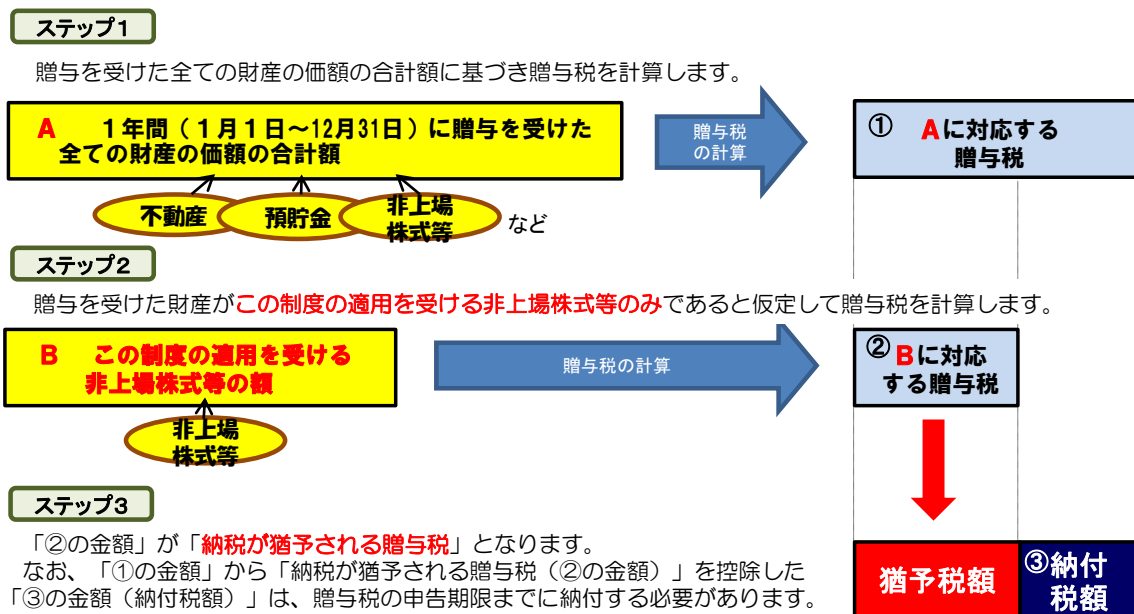 ステップ1
贈与を受けた全ての財産の価額の合計額に基づき贈与税を計算します。
A 1年間(1月1日~12月31日)に贈与を受けた
全ての財産の価額の合計額
贈与税
の計算
① Aに対応する
贈与税
不動産
預貯金
非上場
株式等
など
ステップ2
贈与を受けた財産がこの制度の適用を受ける非上場株式等のみであると仮定して贈与税を計算します。
B この制度の適用を受ける
非上場株式等の額
贈与税の計算
②Bに対応
する贈与税
非上場
株式等
ステップ3
「②の金額」が「納税が猶予される贈与税」となります。
なお、「①の金額」から「納税が猶予される贈与税(②の金額)」を控除した
「③の金額(納付税額)」は、贈与税の申告期限までに納付する必要があります。
猶予税額
③納付
税額